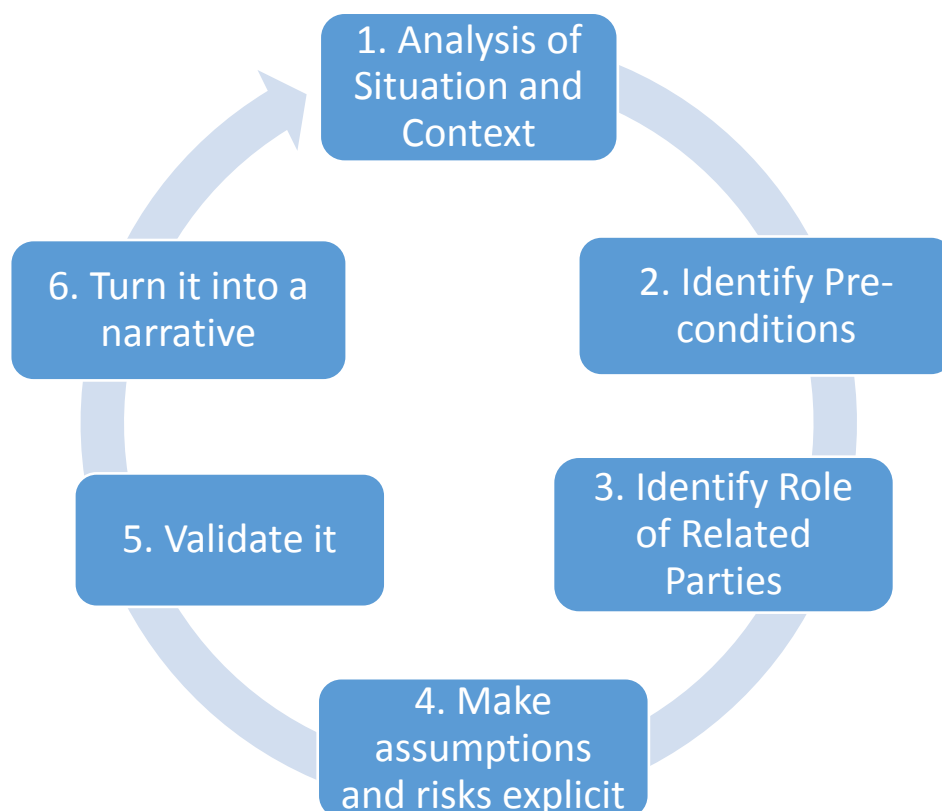 1. Analysis of
Situation and
Context
2. Identify Pre-
conditions
3. Identify Role
of Related
Parties
4. Make
assumptions
and risks explicit
5. Validate it
6. Turn it into a
narrative